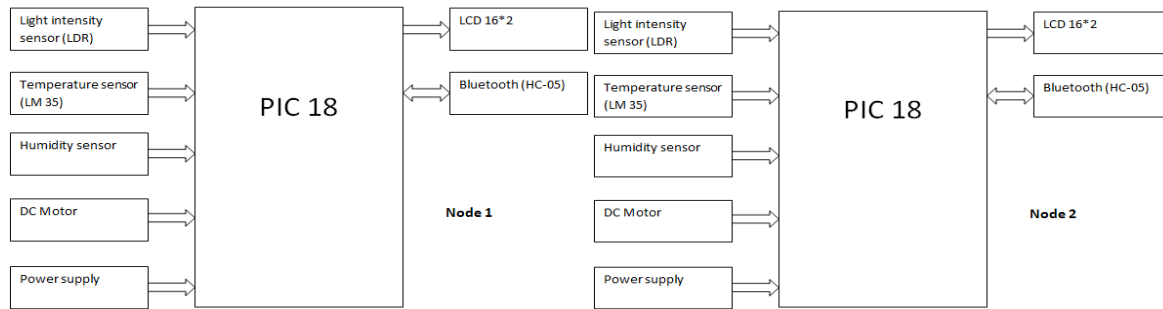 Light intensity
sensor (LDR)
Temperature sensor
(LM 35)
Humidity sensor
DC Motor
Power supply
PIC 18
LCD 16*2
Bluetooth (HC-05)
Node 1
Light intensity
sensor (LDR)
Temperature sensor
(LM 35)
Humidity sensor
DC Motor
Power supply
PIC 18
LCD 16*2
Bluetooth (HC-05)
Node 2